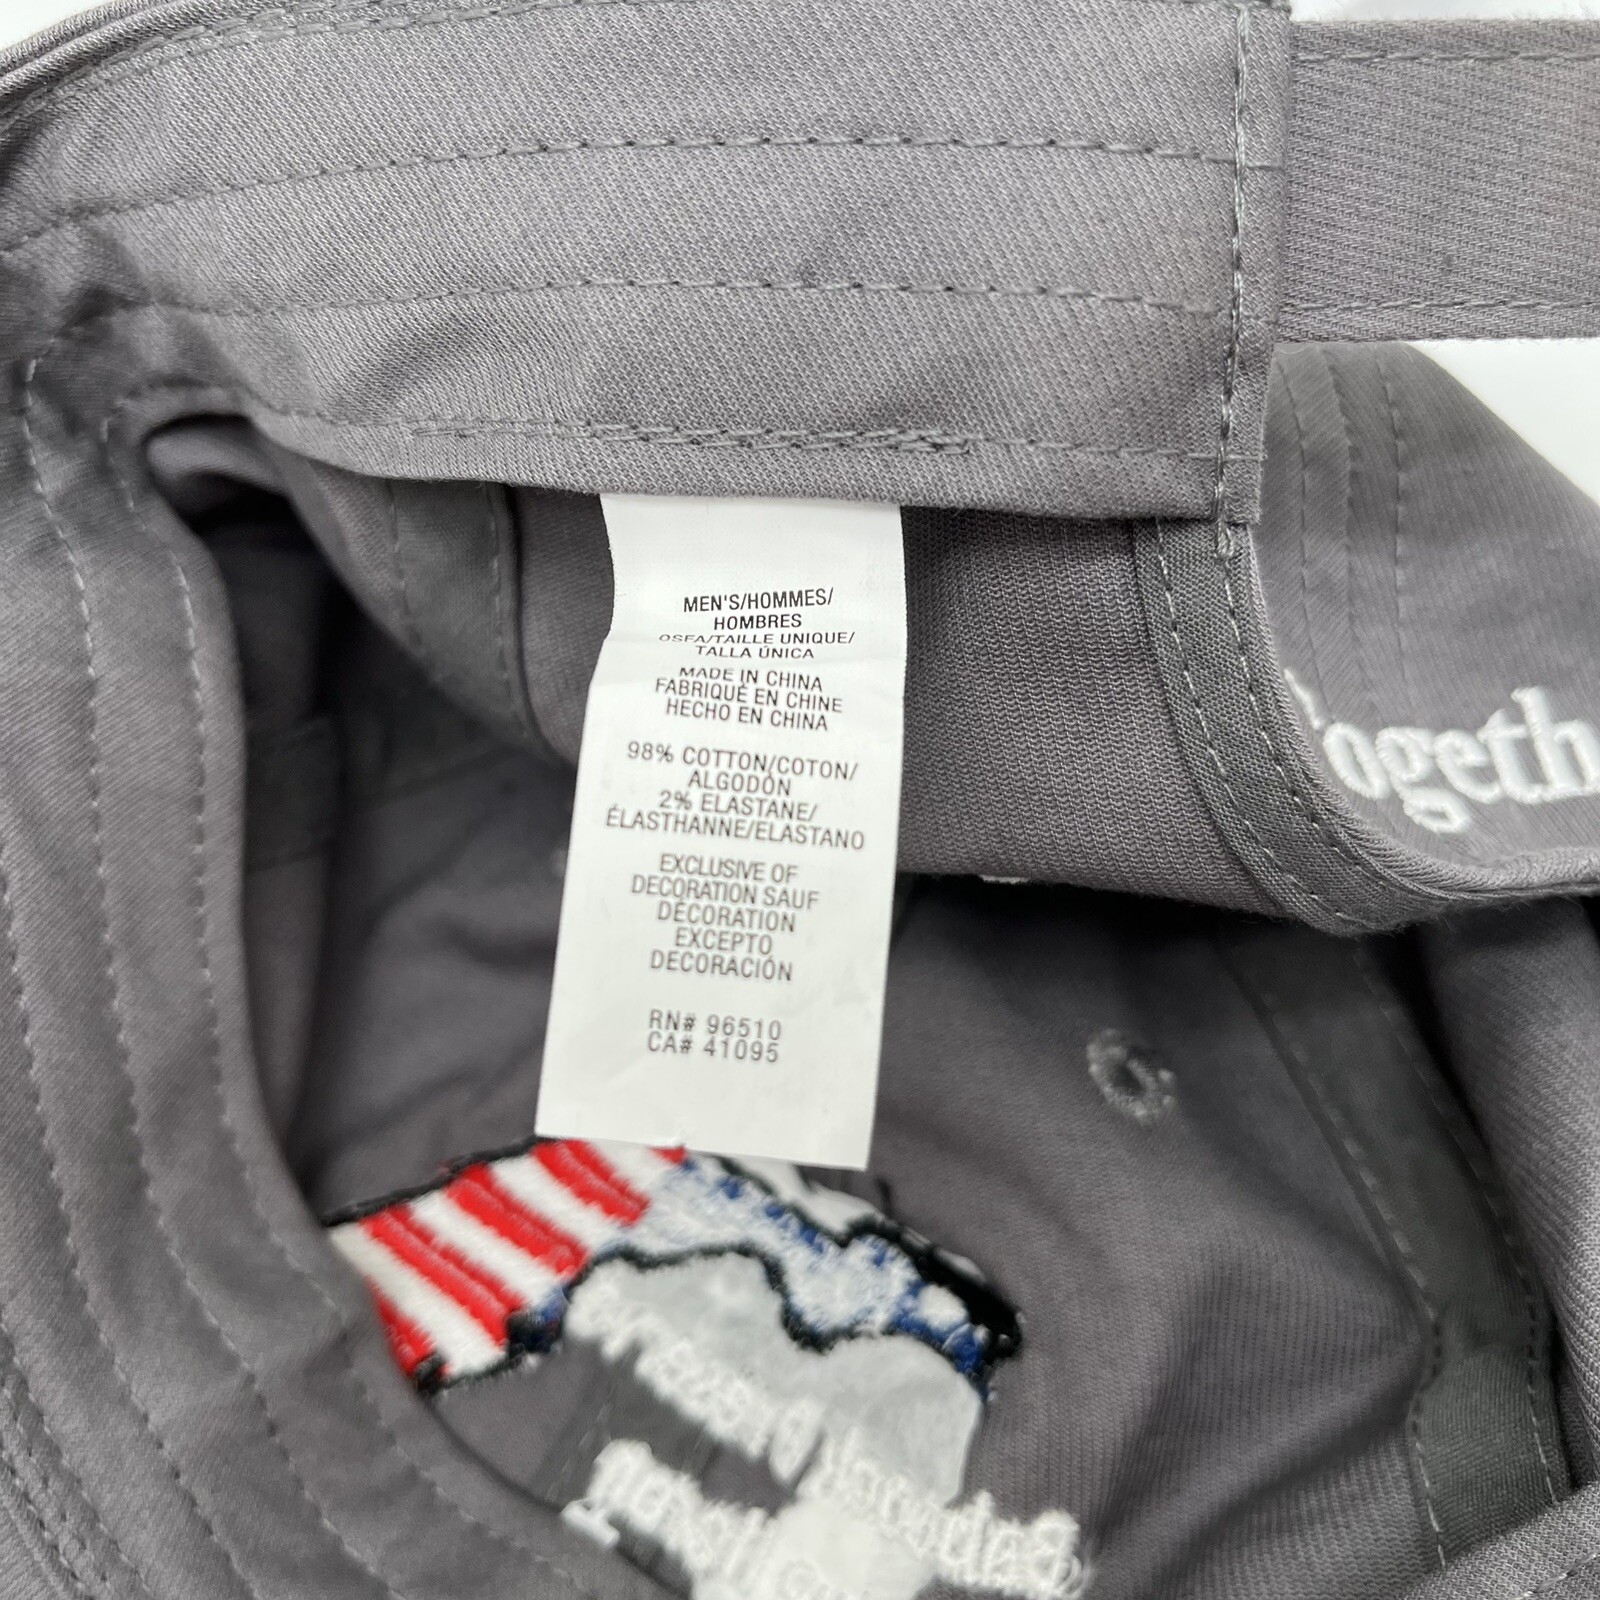 MEN'S/HOMMES/
HOMBRES
OSFA/TAILLE UNIQUE/
TALLA ÚNICA
MADE IN CHINA
FABRIQUÉ EN CHINE
HECHO EN CHINA
98% COTTON/COTON/
ALGODÓN
2% ELASTANE/
ÉLASTHANNE/ELASTANO
EXCLUSIVE OF
DECORATION SAUF
DÉCORATION
EXCEPTO
DECORACIÓN
RN# 96510
CA# 41095
Togeth